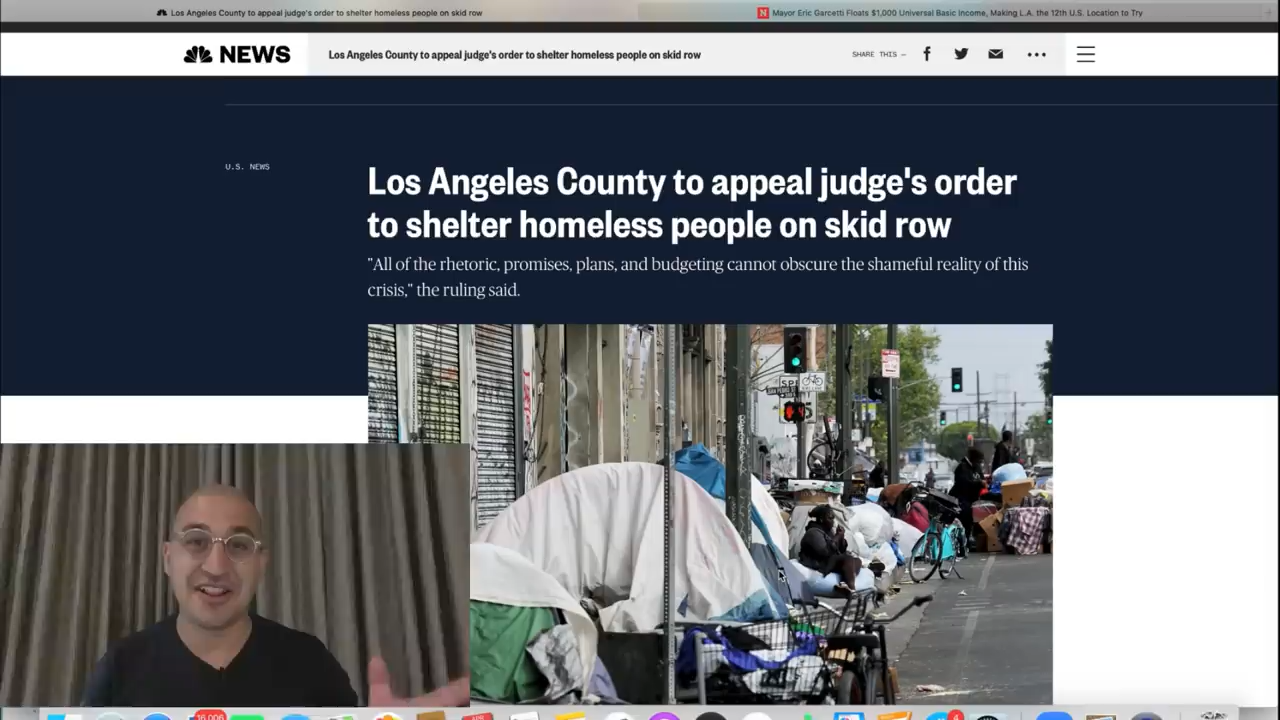 Los Angeles County to appeal judge's order to shelter homeless people on skid row
N Mayor Eric Garcetti Floats $1,000 Universal Basic Income, Making L.A. the 12th U.S. Location to Try
NEWS
Los Angeles County to appeal judge's order to shelter homeless people on skid row
SHARE THIS —
U.S. NEWS
Los Angeles County to appeal judge's order
to shelter homeless people on skid row
"All of the rhetoric, promises, plans, and budgeting cannot obscure the shameful reality of this
crisis," the ruling said.
16,006
4